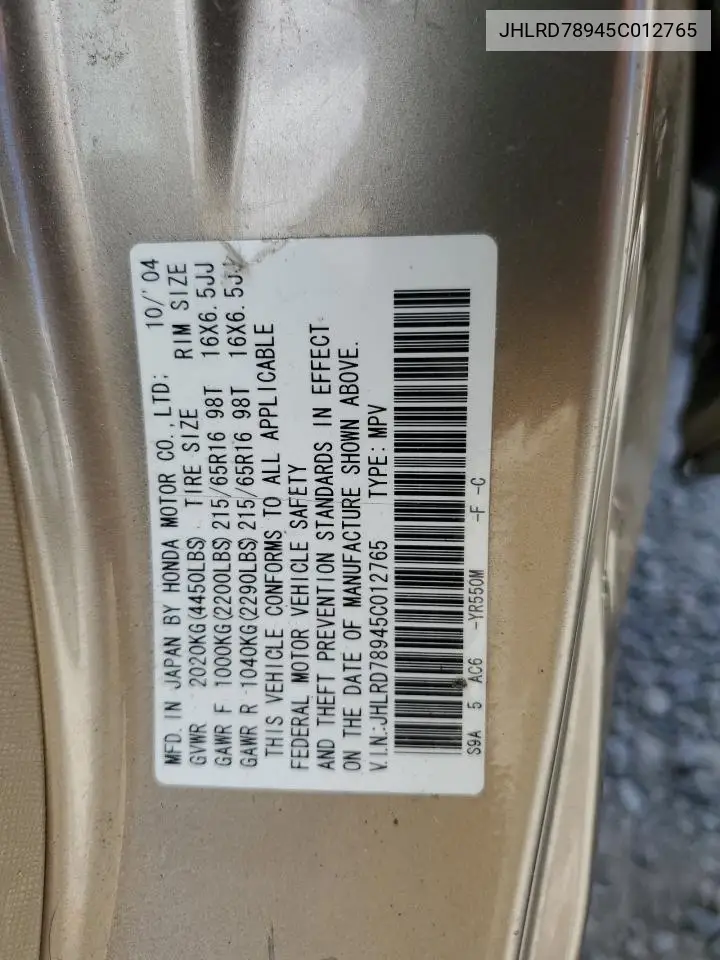 JHLRD78945C012765
MFD. IN JAPAN BY HONDA MOTOR CO., LTD: 10/'04
GVWR 2020KG(4450LBS) TIRE SIZE RIM SIZE
GAWR F 1000KG(2200LBS) 215/65R16 98T 16X6.5JJ
GAWR R 1040KG(2290LBS) 215/65R16 98T 16X6.5JJ
THIS VEHICLE CONFORMS TO ALL APPLICABLE
FEDERAL MOTOR VEHICLE SAFETY
AND THEFT PREVENTION STANDARDS IN EFFECT
ON THE DATE OF MANUFACTURE SHOWN ABOVE.
V.I.N.:JHLRD78945C012765 TYPE: MPV
S9A 5 AC6 -YR550M -F -C